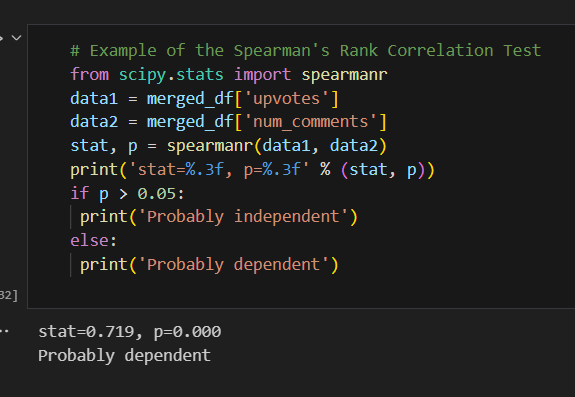 # Example of the Spearman's Rank Correlation Test
from scipy.stats import spearmanr
data1 = merged_df['upvotes']
data2 = merged_df['num_comments']
stat, p = spearmanr(data1, data2)
print('stat=%.3f, p=%.3f' % (stat, p))
if p > 0.05:
 print('Probably independent')
else:
 print('Probably dependent')
32]
stat=0.719, p=0.000
Probably dependent